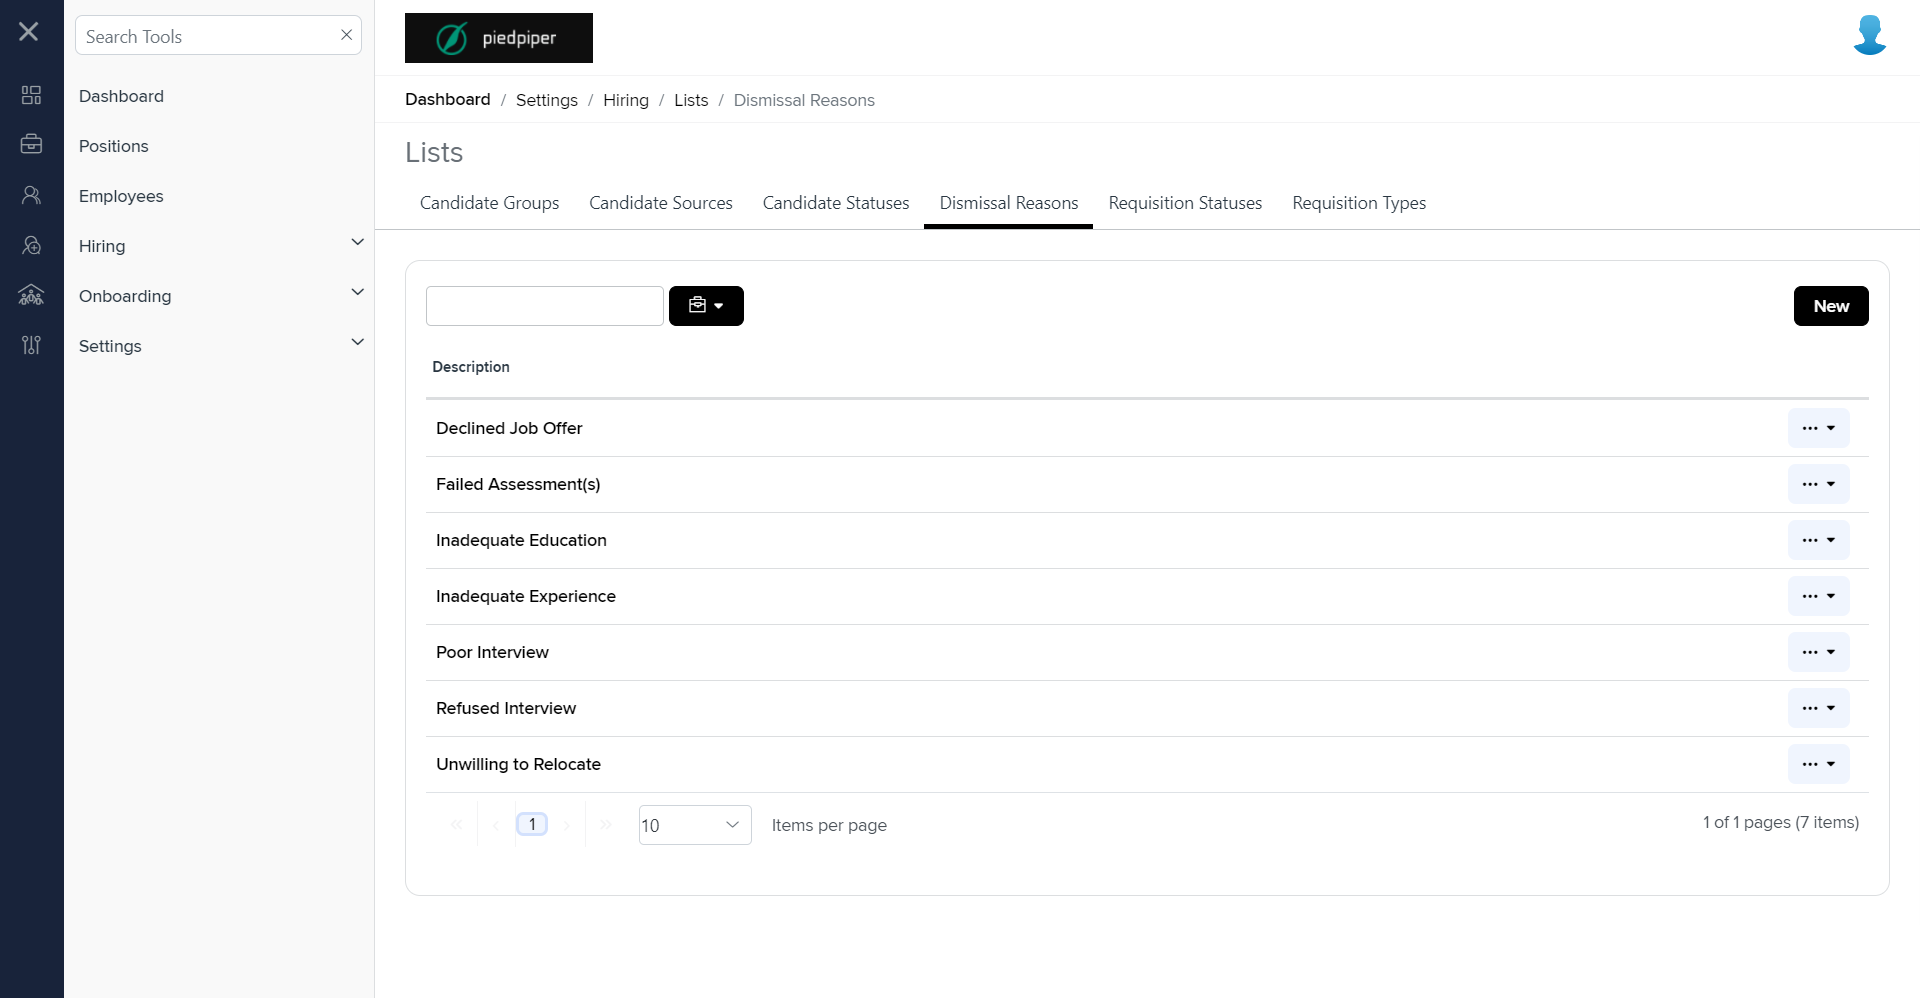 Search Tools
Dashboard
Positions
Employees
Hiring
Onboarding
Settings
piedpiper
Dashboard / Settings / Hiring / Lists / Dismissal Reasons
Lists
Candidate Groups Candidate Sources Candidate Statuses Dismissal Reasons Requisition Statuses Requisition Types
New
Description
Declined Job Offer
Failed Assessment(s)
Inadequate Education
Inadequate Experience
Poor Interview
Refused Interview
Unwilling to Relocate
1 10 Items per page 1 of 1 pages (7 items)